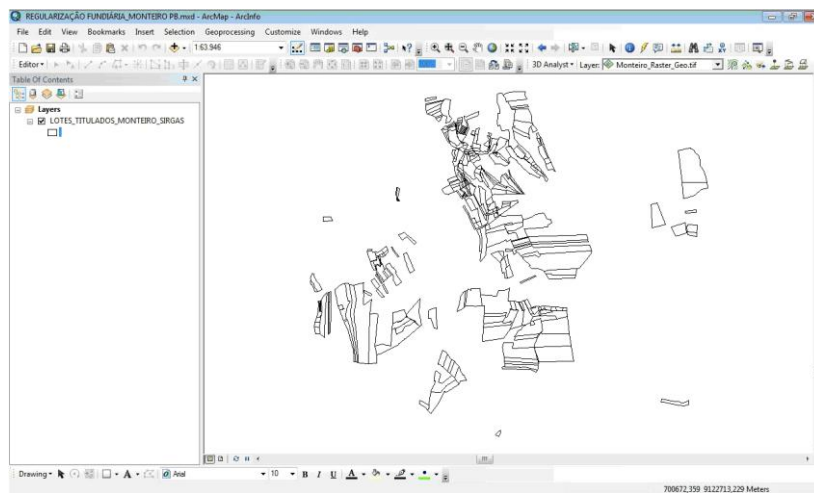 REGULARIZAÇÃO FUNDIÁRIA_MONTEIRO PB.mxd - ArcMap - ArcInfo
File Edit View Bookmarks Insert Selection Geoprocessing Customize Windows Help
1:63.946
Editor 3D Analyst Layer: Monteiro_Raster_Geo.tif
Table Of Contents
Layers
LOTES_TITULADOS_MONTEIRO_SIRGAS
Drawing A Arial 10 B I U A
700672,359 9122713,229 Meters